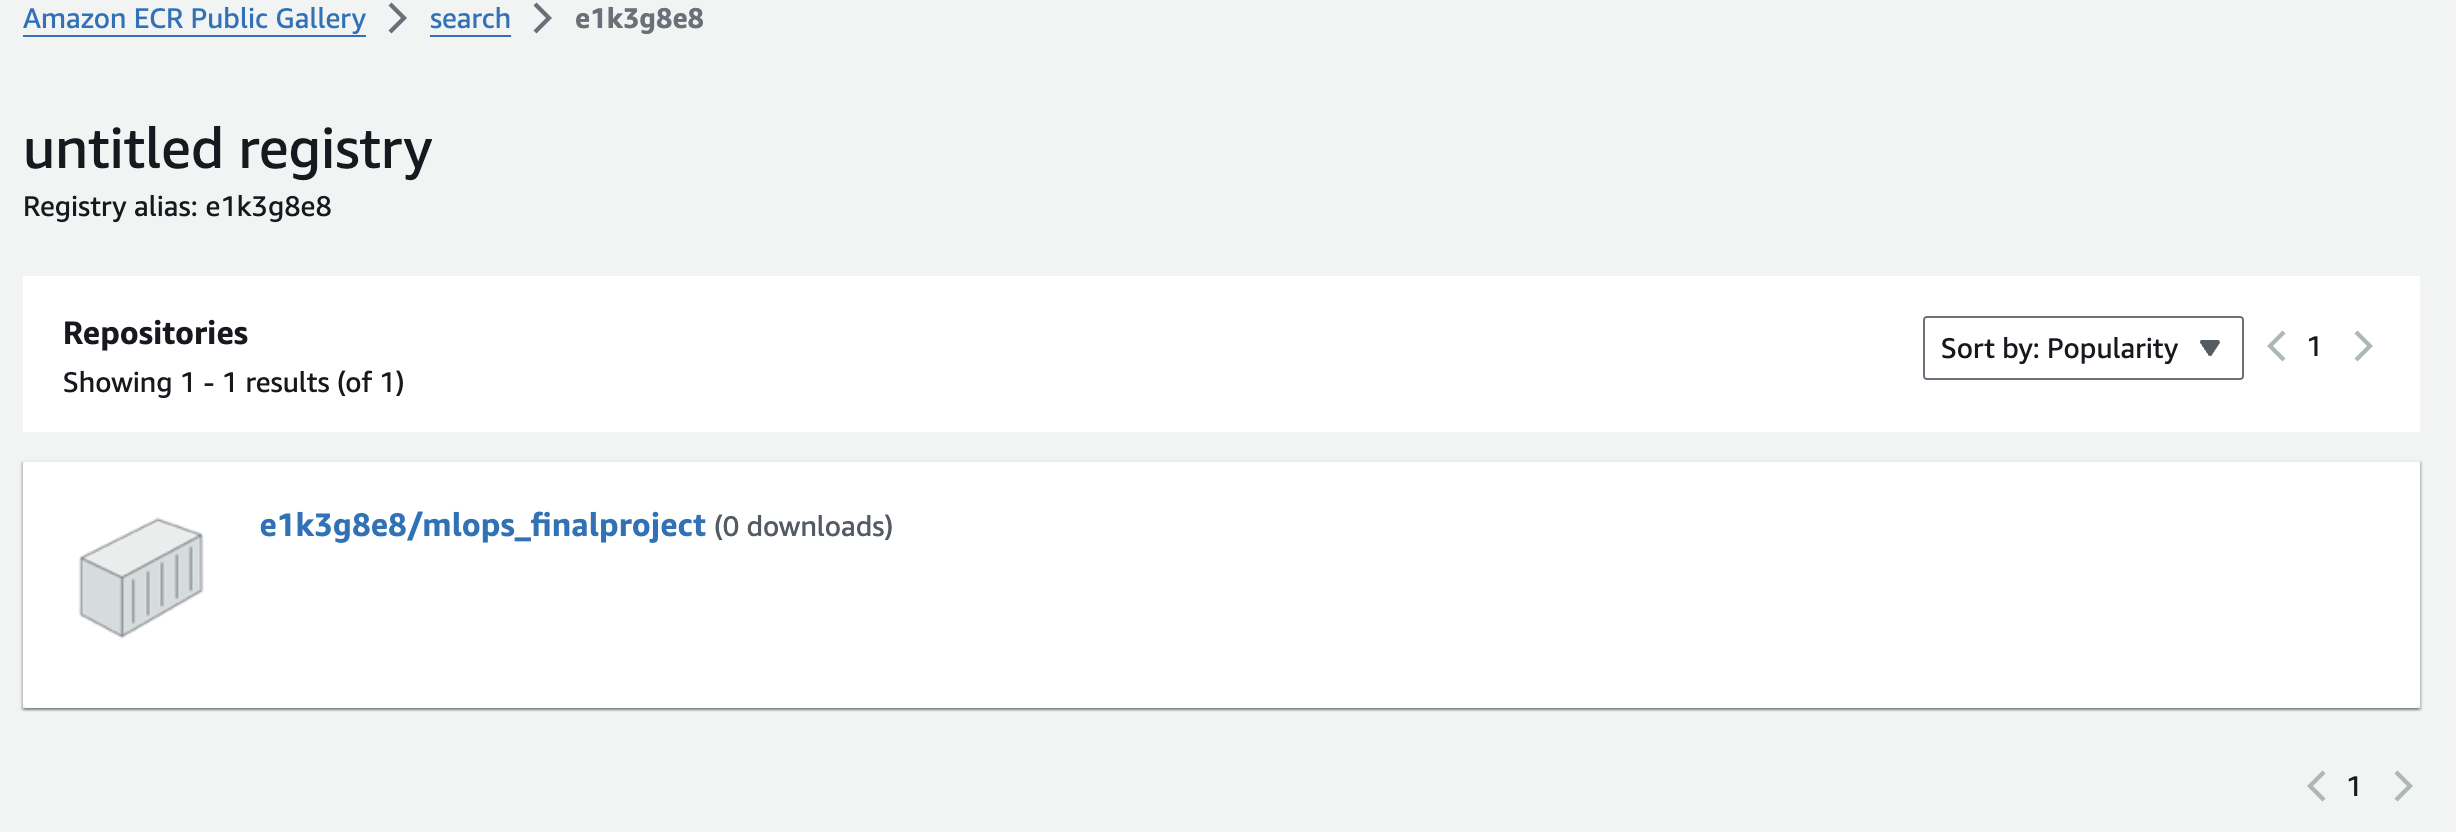 Amazon ECR Public Gallery > search > e1k3g8e8
untitled registry
Registry alias: e1k3g8e8
Repositories
Showing 1 - 1 results (of 1)
Sort by: Popularity
1
e1k3g8e8/mlops_finalproject (0 downloads)
1